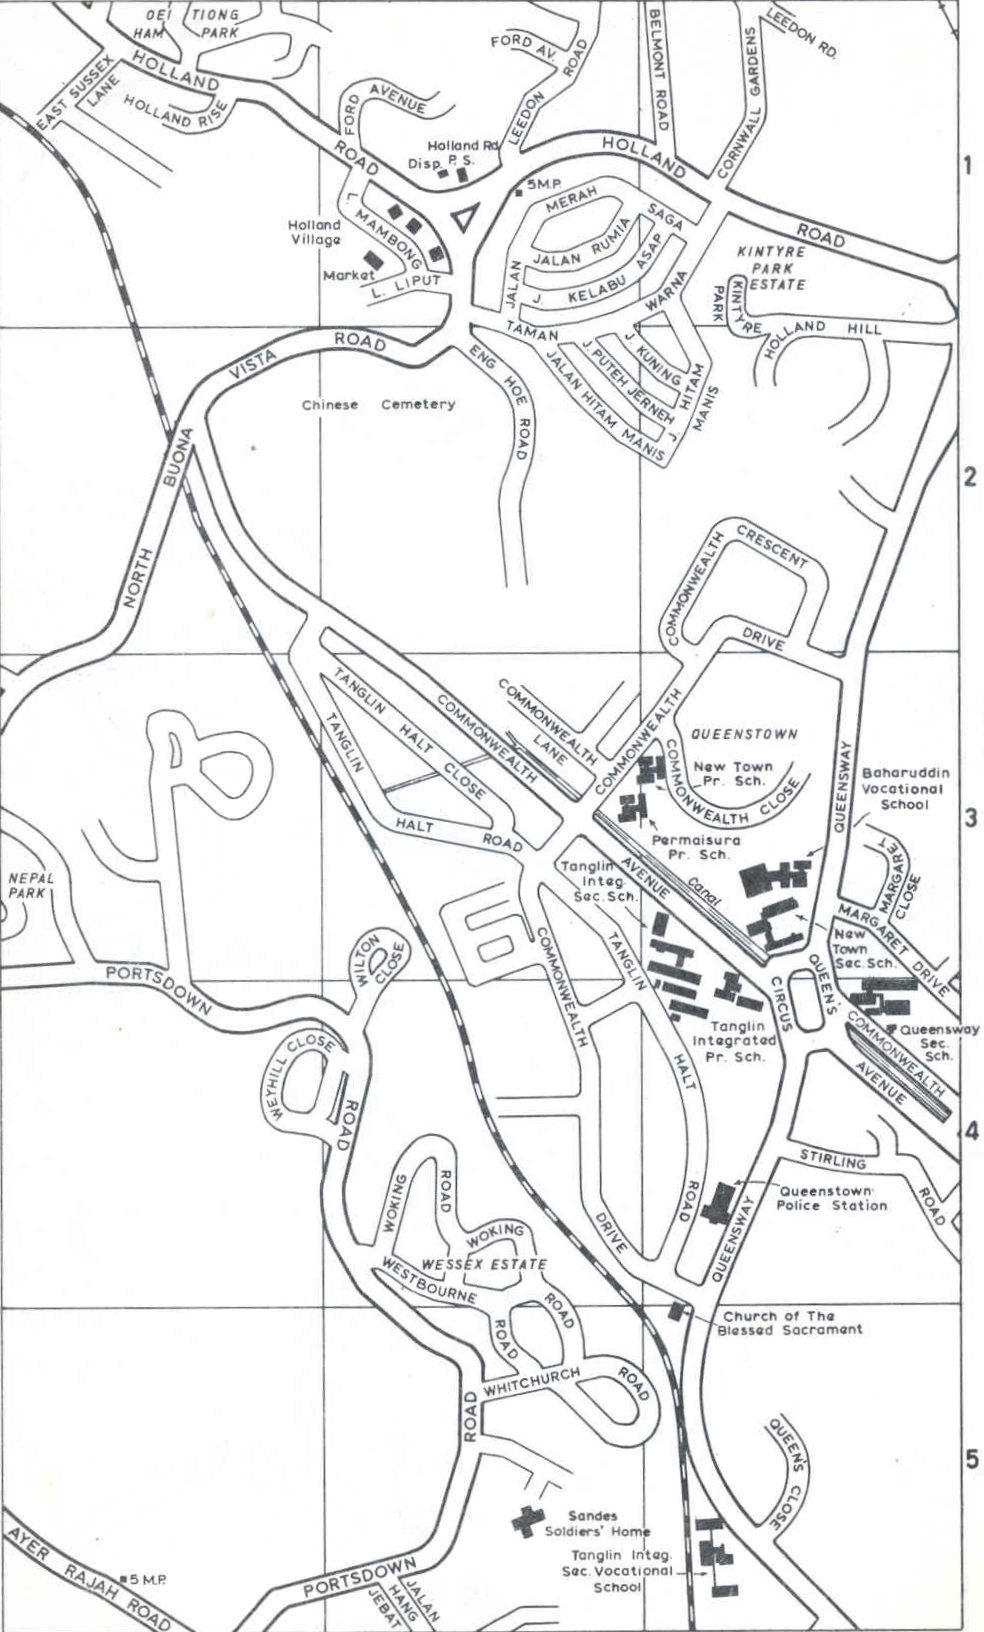 OEI TIONG
HAM PARK
HOLLAND
EAST SUSSEX
LANE
HOLLAND RISE
FORD AVENUE
FORD AV.
LEEDON ROAD
BELMONT ROAD
CORNWALL GARDENS
LEEDON RD.
Holland Rd
Disp. P. S.
ROAD
HOLLAND
1
5 M.P.
MERAH
SAGA
ROAD
L. MAMBONG
Holland
Village
Market
L. LIPUT
JALAN RUMIA
ASAP
J. KELABU
JALAN
WARNA
KINTYRE
PARK
ESTATE
KINTYRE
PARK
HOLLAND HILL
TAMAN
VISTA ROAD
ENG HOE ROAD
J. KUNING
J. PUTEH JERNEH
JALAN HITAM MANIS
J. HITAM
MANIS
Chinese Cemetery
BUONA
2
NORTH
COMMONWEALTH
CRESCENT
DRIVE
TANGLIN HALT
CLOSE
COMMONWEALTH
COMMONWEALTH
LANE
COMMONWEALTH
QUEENSTOWN
TANGLIN
New Town
Pr. Sch.
COMMONWEALTH CLOSE
QUEENSWAY
Baharuddin
Vocational
School
3
HALT ROAD
Permaisura
Pr. Sch.
AVENUE
Canal
Tanglin
Integ.
Sec. Sch.
MARGARET
CLOSE
NEPAL
PARK
MARGARET DRIVE
New
Town
Sec. Sch.
WILTON
CLOSE
COMMONWEALTH
TANGLIN
PORTSDOWN
QUEEN'S
CIRCUS
Queensway
Sec.
Sch.
Tanglin
Integrated
Pr. Sch.
COMMONWEALTH
AVENUE
WEYHILL CLOSE
HALT
ROAD
4
STIRLING
ROAD
WOKING
ROAD
Queenstown
Police Station
ROAD
QUEENSWAY
WOKING
DRIVE
WESSEX ESTATE
WESTBOURNE
ROAD
ROAD
Church of The
Blessed Sacrament
WHITCHURCH
ROAD
ROAD
QUEEN'S CLOSE
5
Sandes
Soldiers' Home
Tanglin Integ.
Sec. Vocational
School
AYER RAJAH ROAD
5 M.P.
PORTSDOWN
JALAN
HANG
JEBAT